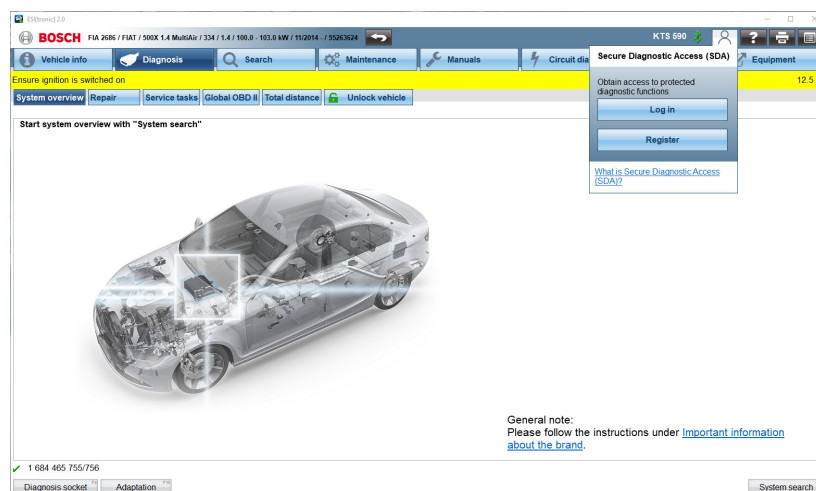 ESI[tronic] 2.0
BOSCH FIA 2686 / FIAT / 500X 1.4 MultiAir / 334 / 1.4 / 100.0 - 103.0 kW / 11/2014 - / 55263624
KTS 590
?
Vehicle info
Diagnosis
Search
Maintenance
Manuals
Circuit dia
Equipment
Ensure ignition is switched on
12.5
System overview
Repair
Service tasks
Global OBD II
Total distance
Unlock vehicle
Secure Diagnostic Access (SDA)
Obtain access to protected
diagnostic functions
Log in
Register
What is Secure Diagnostic Access
(SDA)?
Start system overview with "System search"
General note:
Please follow the instructions under Important information
about the brand.
1 684 465 755/756
Diagnosis socket
Adaptation
System search